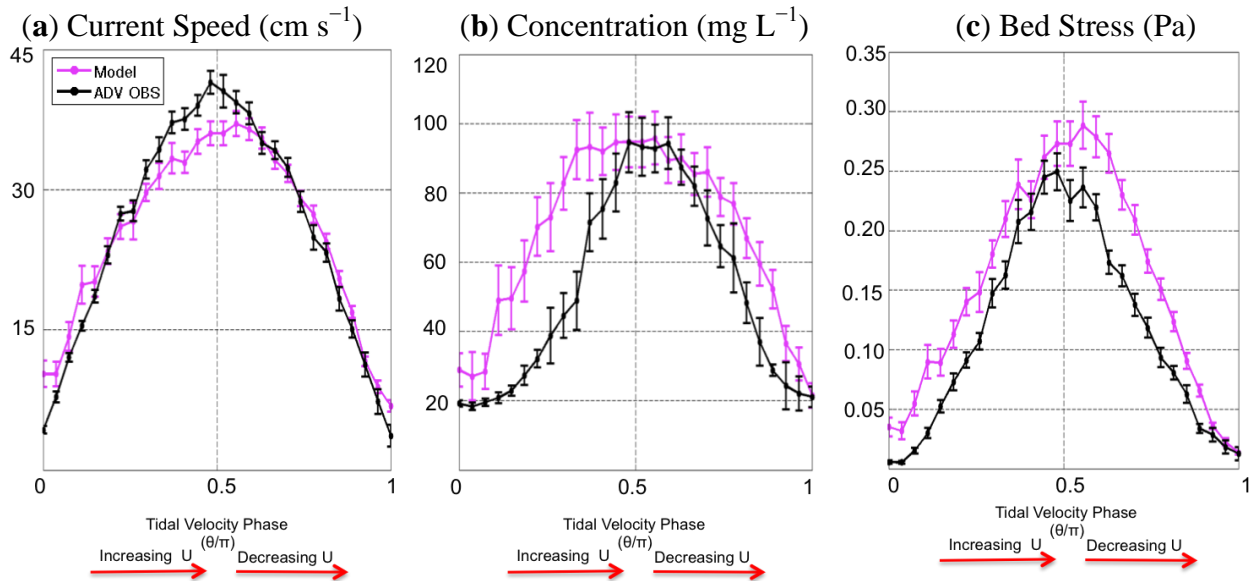 (a) Current Speed (cm s⁻¹)
45
30
15
0
0.5
1
Model
ADV OBS
Tidal Velocity Phase
(θ/π)
Increasing U
Decreasing U
(b) Concentration (mg L⁻¹)
120
100
80
60
40
20
0
0.5
1
Tidal Velocity Phase
(θ/π)
Increasing U
Decreasing U
(c) Bed Stress (Pa)
0.35
0.30
0.25
0.20
0.15
0.10
0.05
0
0.5
1
Tidal Velocity Phase
(θ/π)
Increasing U
Decreasing U